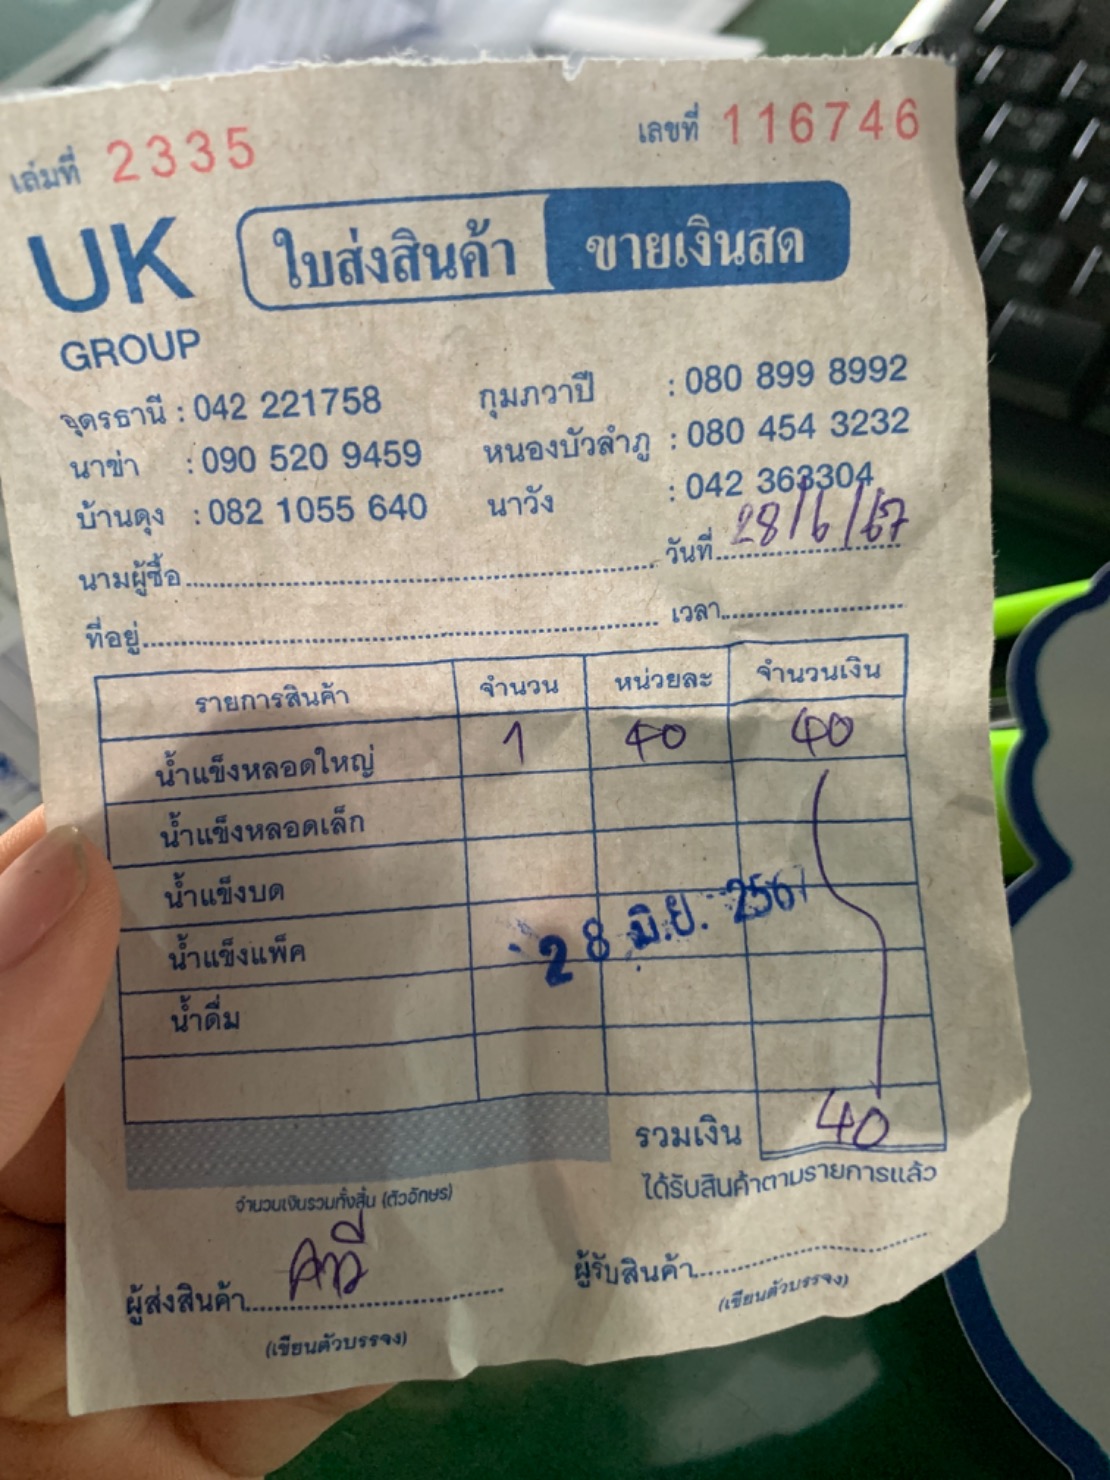 เล่มที่ 2335 เลขที่ 116746
UK GROUP
ใบส่งสินค้า ขายเงินสด
อุดรธานี : 042 221758 กุมภวาปี : 080 899 8992
นาข่า : 090 520 9459 หนองบัวลำภู : 080 454 3232
บ้านดุง : 082 1055 640 นาวัง : 042 363304
นามผู้ซื้อ วันที่ 28/6/67
ที่อยู่ เวลา
รายการสินค้า จำนวน หน่วยละ จำนวนเงิน
น้ำแข็งหลอดใหญ่ 1 40 40
น้ำแข็งหลอดเล็ก
น้ำแข็งบด
น้ำแข็งแพ็ค
28 มิ.ย. 2567
น้ำดื่ม
รวมเงิน 40
จำนวนเงินรวมทั้งสิ้น (ตัวอักษร) ได้รับสินค้าตามรายการแล้ว
ผู้ส่งสินค้า ผู้รับสินค้า
(เขียนตัวบรรจง) (เขียนตัวบรรจง)